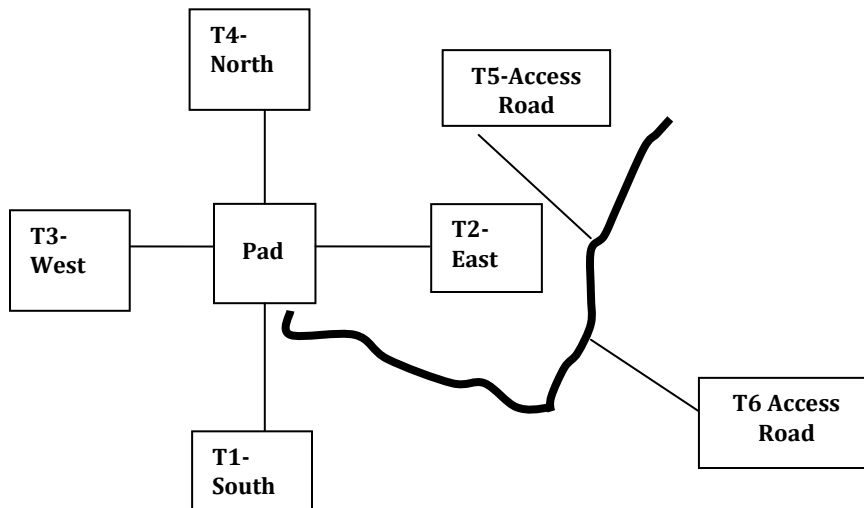 T4-
North
T5-Access
Road
T3-
West
Pad
T2-
East
T6 Access
Road
T1-
South